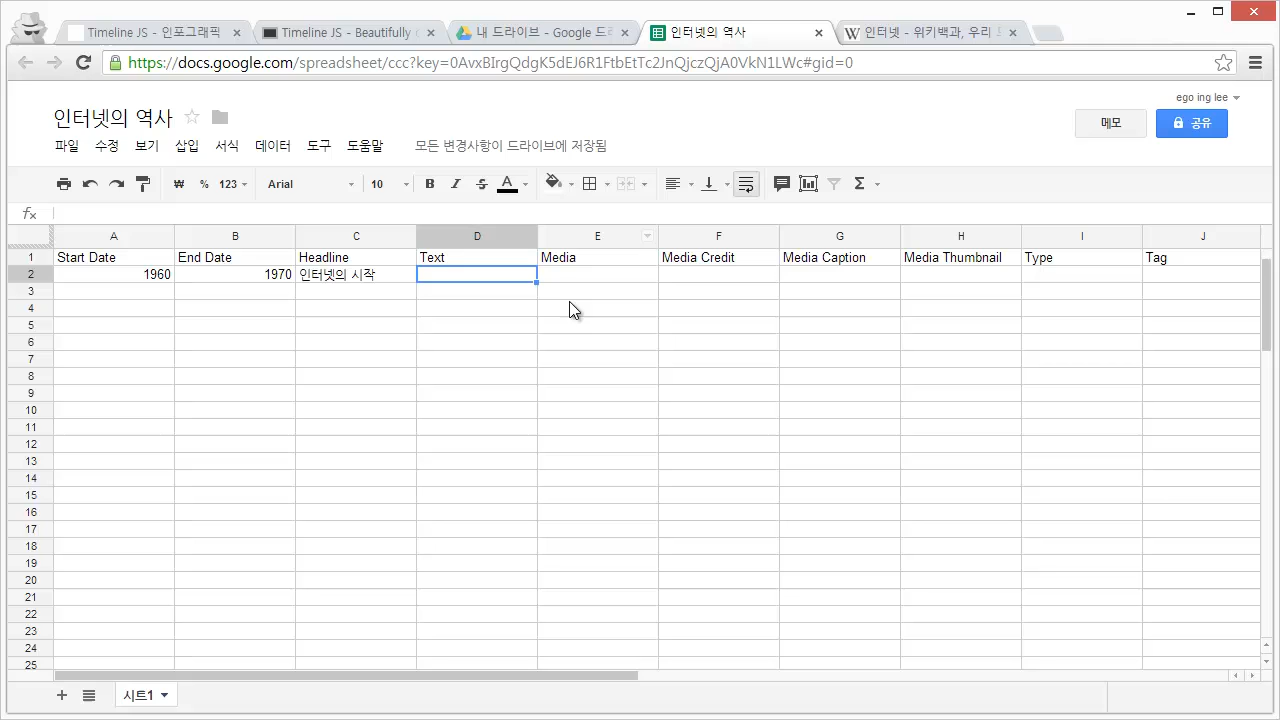 Timeline JS - 인포그래픽
Timeline JS - Beautifully
내 드라이브 - Google 드라
인터넷의 역사
인터넷 - 위키백과, 우리
https://docs.google.com/spreadsheet/ccc?key=0AvxBIrgQdgK5dEJ6R1FtbEtTc2JnQjczQjA0VkN1LWc#gid=0
ego ing lee
인터넷의 역사
메모
공유
파일 수정 보기 삽입 서식 데이터 도구 도움말 모든 변경사항이 드라이브에 저장됨
₩ % 123 Arial 10 B I S A Σ
fx
A B C D E F G H I J
1 Start Date End Date Headline Text Media Media Credit Media Caption Media Thumbnail Type Tag
2 1960 1970 인터넷의 시작
3
4
5
6
7
8
9
10
11
12
13
14
15
16
17
18
19
20
21
22
23
24
25
시트1